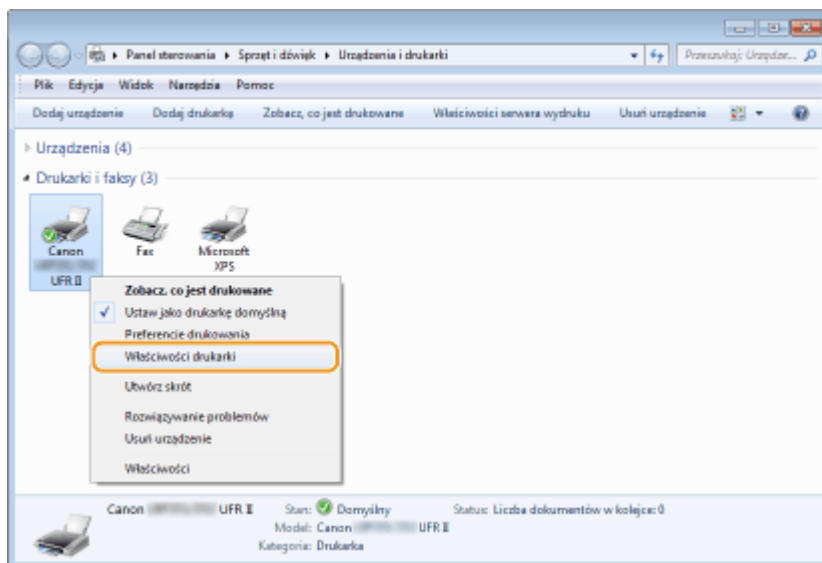 Panel sterowania ▸ Sprzęt i dźwięk ▸ Urządzenia i drukarki
Przeszukaj: Urządze...
Plik Edycja Widok Narzędzia Pomoc
Dodaj urządzenie Dodaj drukarkę Zobacz, co jest drukowane Właściwości serwera wydruku Usuń urządzenie
Urządzenia (4)
Drukarki i faksy (3)
Canon
UFR II
Fax
Microsoft
XPS
Zobacz, co jest drukowane
Ustaw jako drukarkę domyślną
Preferencje drukowania
Właściwości drukarki
Utwórz skrót
Rozwiązywanie problemów
Usuń urządzenie
Właściwości
Canon UFR II Stan: Domyślny Status: Liczba dokumentów w kolejce: 0
Model: Canon UFR II
Kategoria: Drukarka